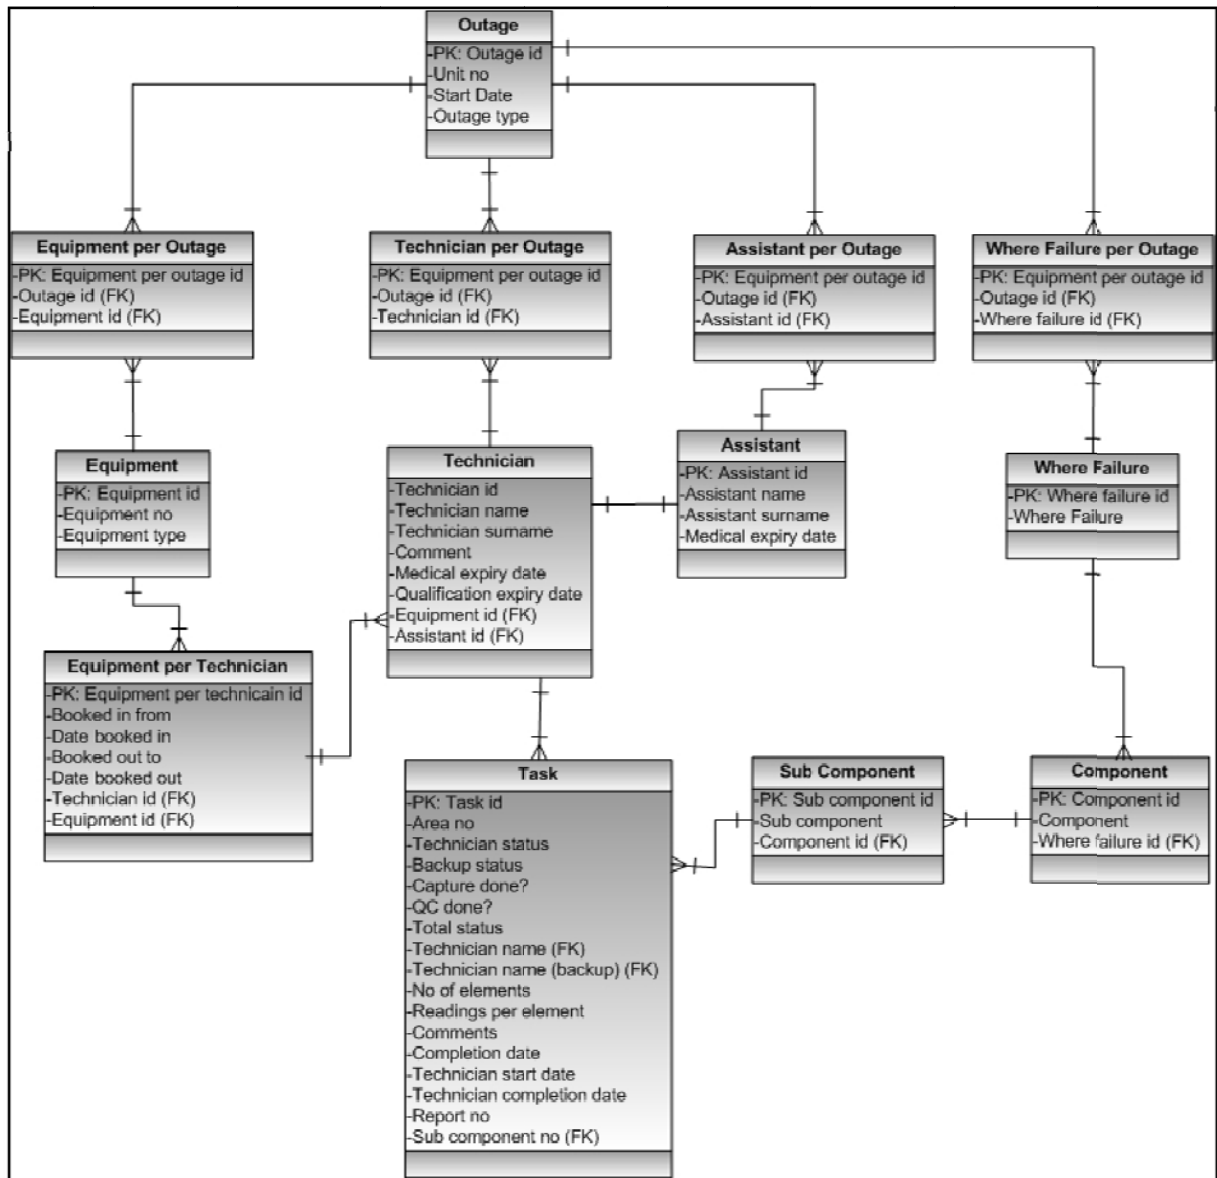 Outage
-PK: Outage id
-Unit no
-Start Date
-Outage type
Equipment per Outage
-PK: Equipment per outage id
-Outage id (FK)
-Equipment id (FK)
Technician per Outage
-PK: Equipment per outage id
-Outage id (FK)
-Technician id (FK)
Assistant per Outage
-PK: Equipment per outage id
-Outage id (FK)
-Assistant id (FK)
Where Failure per Outage
-PK: Equipment per outage id
-Outage id (FK)
-Where failure id (FK)
Equipment
-PK: Equipment id
-Equipment no
-Equipment type
Technician
-Technician id
-Technician name
-Technician surname
-Comment
-Medical expiry date
-Qualification expiry date
-Equipment id (FK)
-Assistant id (FK)
Assistant
-PK: Assistant id
-Assistant name
-Assistant surname
-Medical expiry date
Where Failure
-PK: Where failure id
-Where Failure
Equipment per Technician
-PK: Equipment per technicain id
-Booked in from
-Date booked in
-Booked out to
-Date booked out
-Technician id (FK)
-Equipment id (FK)
Task
-PK: Task id
-Area no
-Technician status
-Backup status
-Capture done?
-QC done?
-Total status
-Technician name (FK)
-Technician name (backup) (FK)
-No of elements
-Readings per element
-Comments
-Completion date
-Technician start date
-Technician completion date
-Report no
-Sub component no (FK)
Sub Component
-PK: Sub component id
-Sub component
-Component id (FK)
Component
-PK: Component id
-Component
-Where failure id (FK)